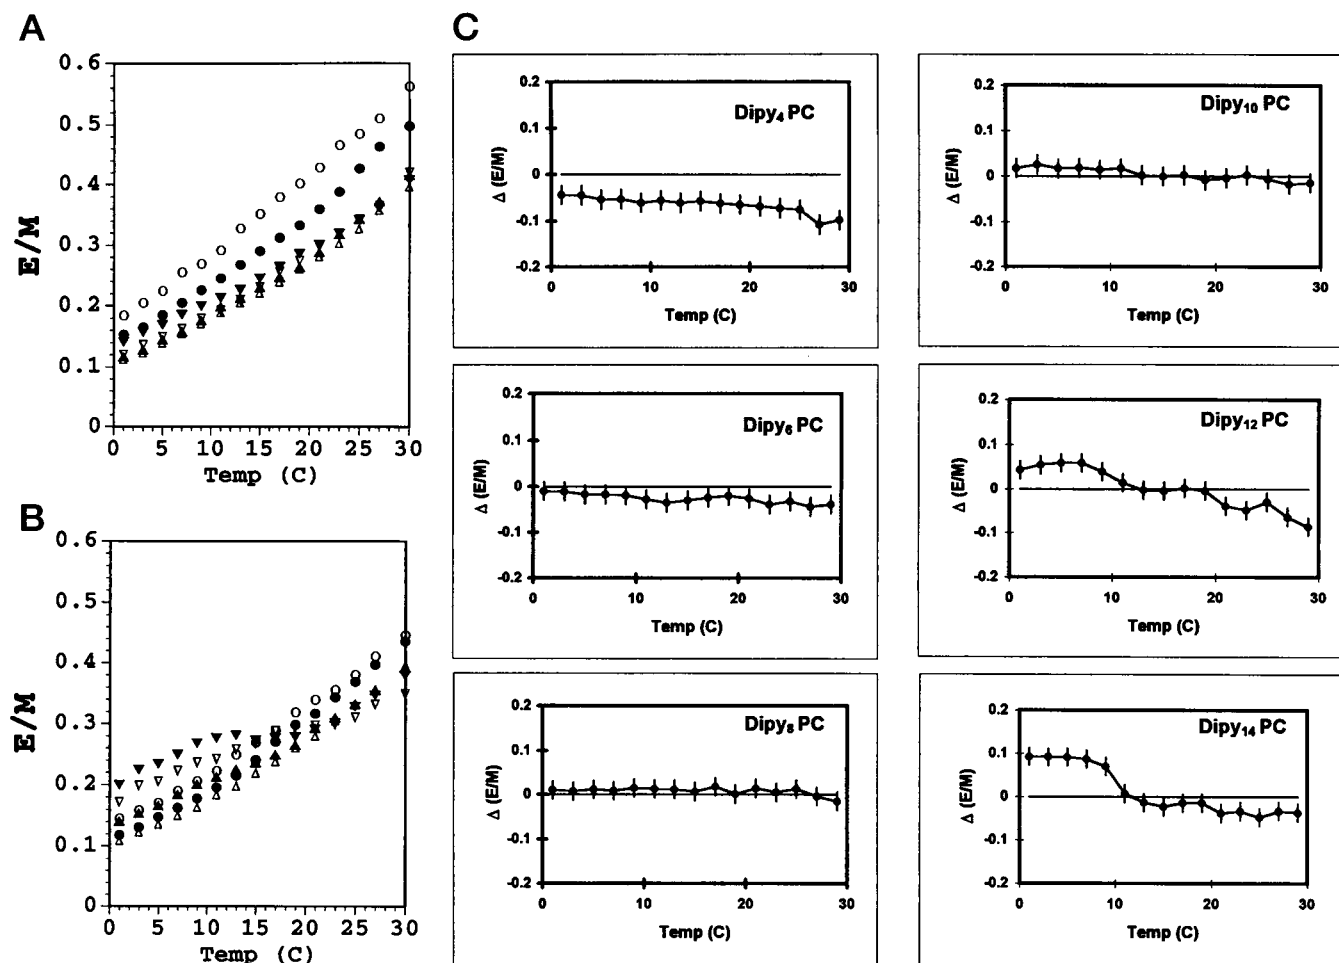 A
0.6
0.5
0.4
0.3
0.2
0.1
0
E/M
0 5 10 15 20 25 30
Temp (C)
B
0.6
0.5
0.4
0.3
0.2
0.1
0
E/M
0 5 10 15 20 25 30
Temp (C)
C
Dipy4 PC
0.2
0.1
0
-0.1
-0.2
Δ (E/M)
0 10 20 30
Temp (C)
Dipy6 PC
0.2
0.1
0
-0.1
-0.2
Δ (E/M)
0 10 20 30
Temp (C)
Dipy8 PC
0.2
0.1
0
-0.1
-0.2
Δ (E/M)
0 10 20 30
Temp (C)
Dipy10 PC
0.2
0.1
0
-0.1
-0.2
Δ (E/M)
0 10 20 30
Temp (C)
Dipy12 PC
0.2
0.1
0
-0.1
-0.2
Δ (E/M)
0 10 20 30
Temp (C)
Dipy14 PC
0.2
0.1
0
-0.1
-0.2
Δ (E/M)
0 10 20 30
Temp (C)